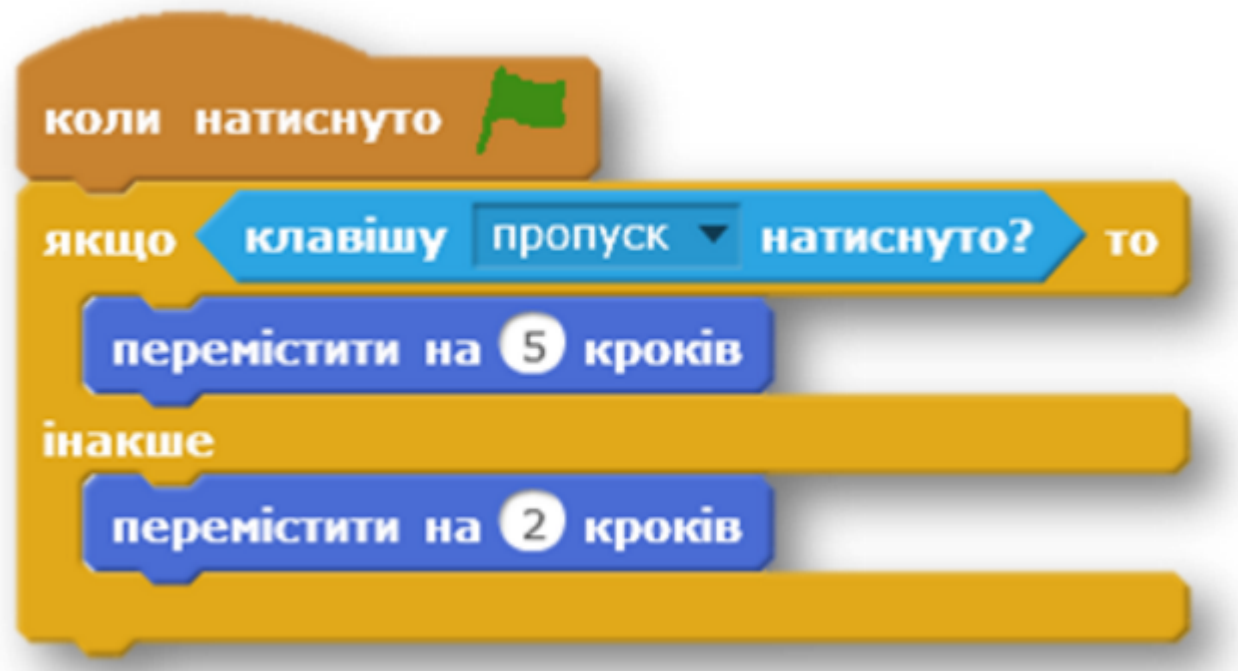 коли натиснуто
якщо клавішу пропуск натиснуто? то
перемістити на 5 кроків
інакше
перемістити на 2 кроків